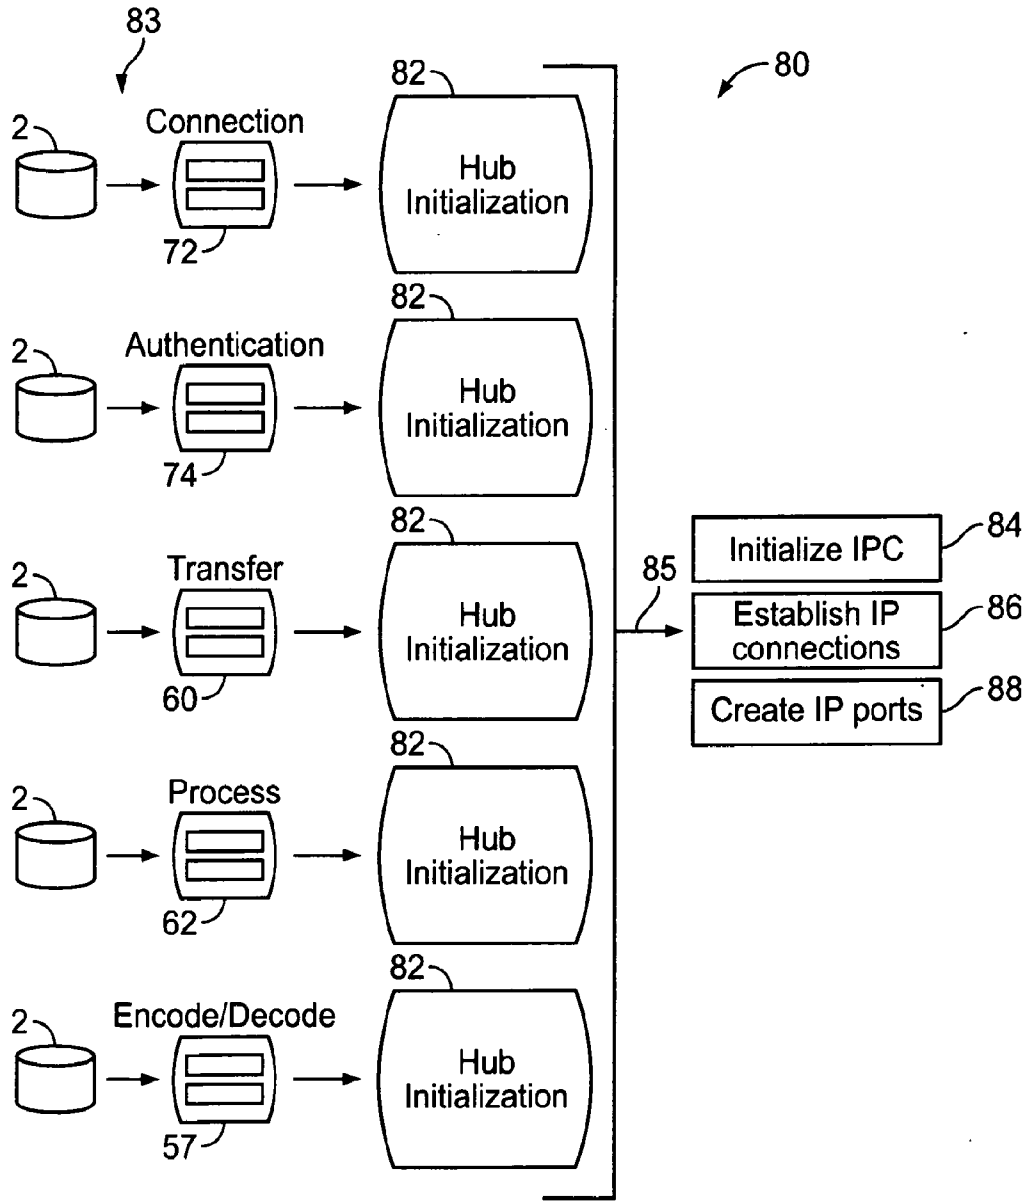 83
80
82
2
Connection
Hub
Initialization
72
82
2
Authentication
Hub
Initialization
74
82
2
Transfer
Hub
Initialization
60
85
Initialize IPC
84
Establish IP
connections
86
Create IP ports
88
82
2
Process
Hub
Initialization
62
82
2
Encode/Decode
Hub
Initialization
57